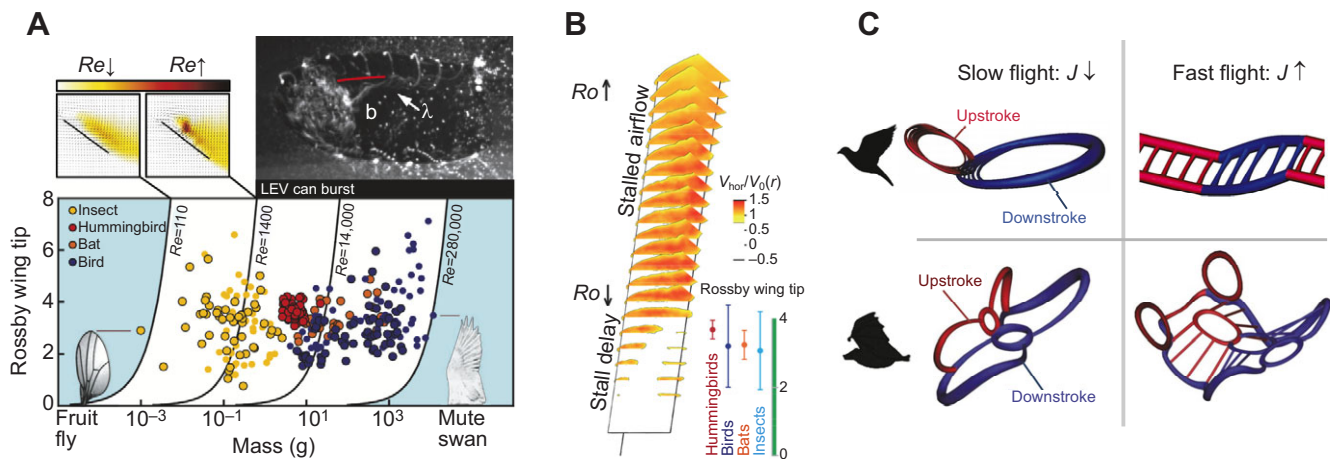 A
Re↓
Re↑
b
λ
LEV can burst
Rossby wing tip
8
6
4
2
0
Insect
Hummingbird
Bat
Bird
Re=110
Re=1400
Re=14,000
Re=280,000
Fruit
fly
10⁻³
10⁻¹
10¹
10³
Mute
swan
Mass (g)
B
Ro↑
Stalled airflow
Ro↓
Stall delay
V_hor/V_0(r)
1.5
1
0.5
0
–0.5
Rossby wing tip
4
2
0
Hummingbirds
Birds
Bats
Insects
C
Slow flight: J↓
Fast flight: J↑
Upstroke
Downstroke
Upstroke
Downstroke